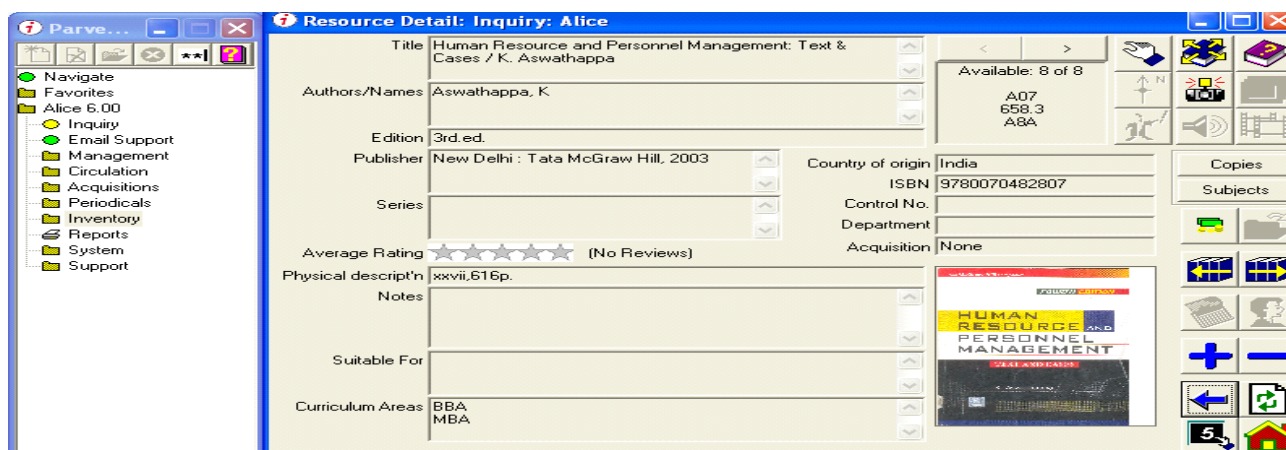 Parve...
Navigate
Favorites
Alice 6.00
Inquiry
Email Support
Management
Circulation
Acquisitions
Periodicals
Inventory
Reports
System
Support
Resource Detail: Inquiry: Alice
Title Human Resource and Personnel Management: Text &
Cases / K. Aswathappa
Authors/Names Aswathappa, K
Edition 3rd.ed.
Publisher New Delhi : Tata McGraw Hill, 2003
Series
Average Rating (No Reviews)
Physical descript'n xxvii,616p.
Notes
Suitable For
Curriculum Areas BBA
MBA
< >
Available: 8 of 8
A07
658.3
A8A
Country of origin India
ISBN 9780070482807
Control No.
Department
Acquisition None
HUMAN
RESOURCE AND
PERSONNEL
MANAGEMENT
TEXT AND CASES
N
Copies
Subjects
5